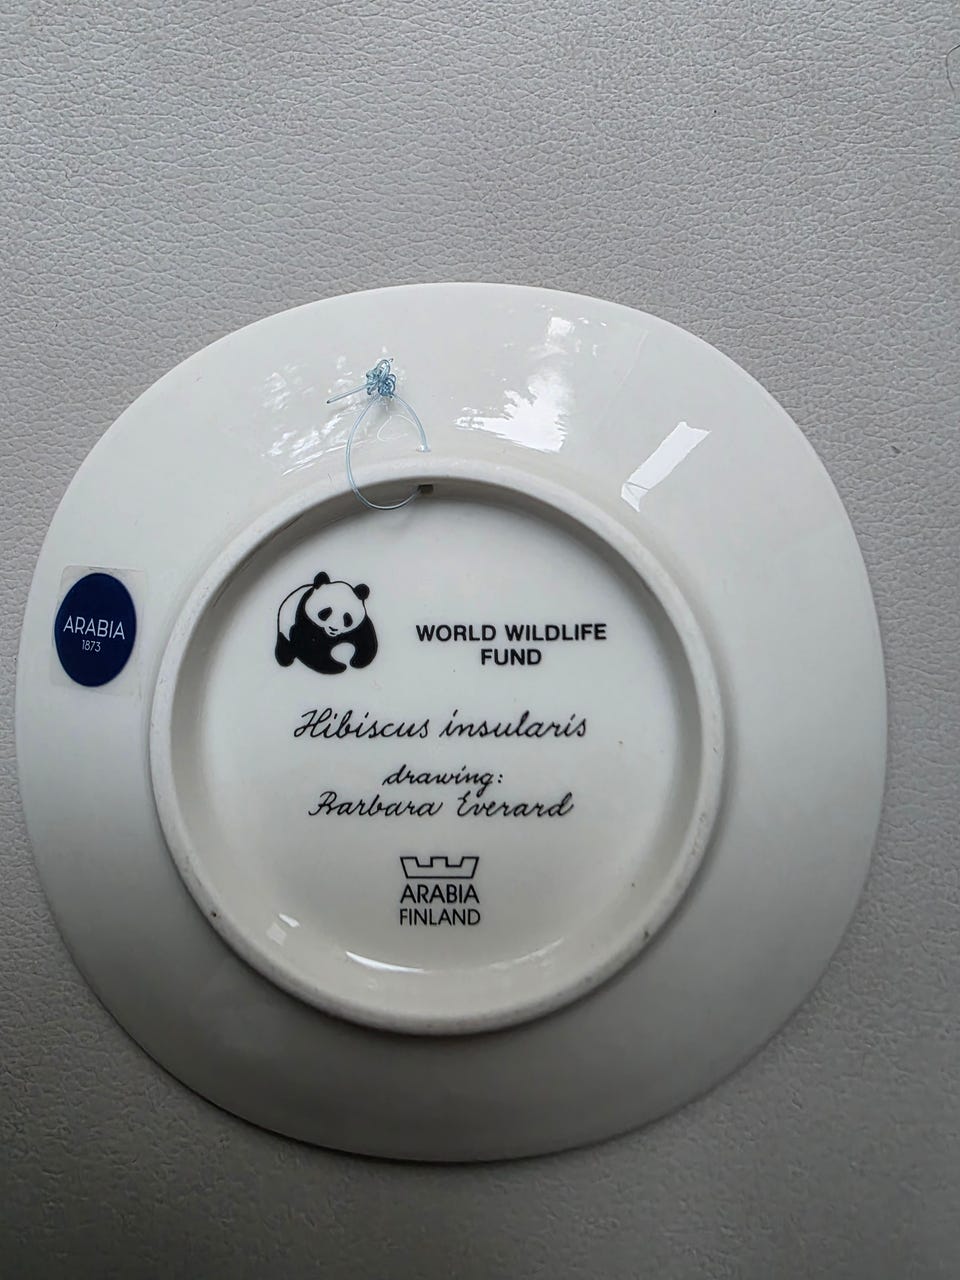 WORLD WILDLIFE
FUND
ARABIA
1873
Hibiscus insularis
drawing:
Barbara Everard
ARABIA
FINLAND